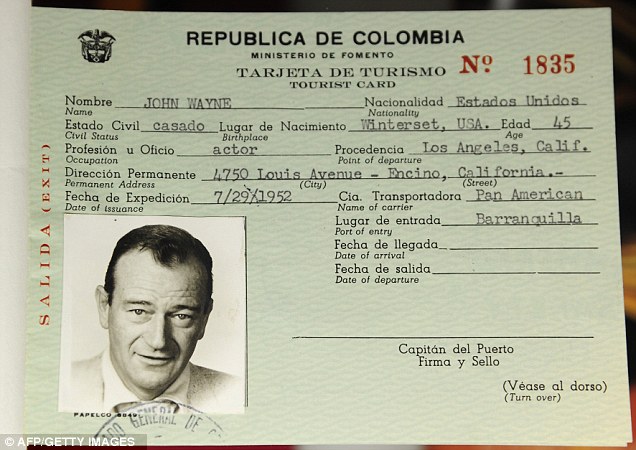 REPUBLICA DE COLOMBIA
MINISTERIO DE FOMENTO
TARJETA DE TURISMO
TOURIST CARD
Nº 1835
Nombre JOHN WAYNE Nacionalidad Estados Unidos
Name Nationality
Estado Civil casado Lugar de Nacimiento Winterset, USA. Edad 45
Civil Status Birthplace Age
Profesión u Oficio actor Procedencia Los Angeles, Calif.
Occupation Point of departure
Dirección Permanente 4750 Louis Avenue - Encino, California.-
Permanent Address (City) (Street)
Fecha de Expedición 7/29/1952 Cía. Transportadora Pan American
Date of issuance Name of carrier
Lugar de entrada Barranquilla
Port of entry
Fecha de llegada
Date of arrival
Fecha de salida
Date of departure
SALIDA (EXIT)
Capitán del Puerto
Firma y Sello
(Véase al dorso)
(Turn over)
PAPELCO
GENERAL DE
© AFP/GETTY IMAGES